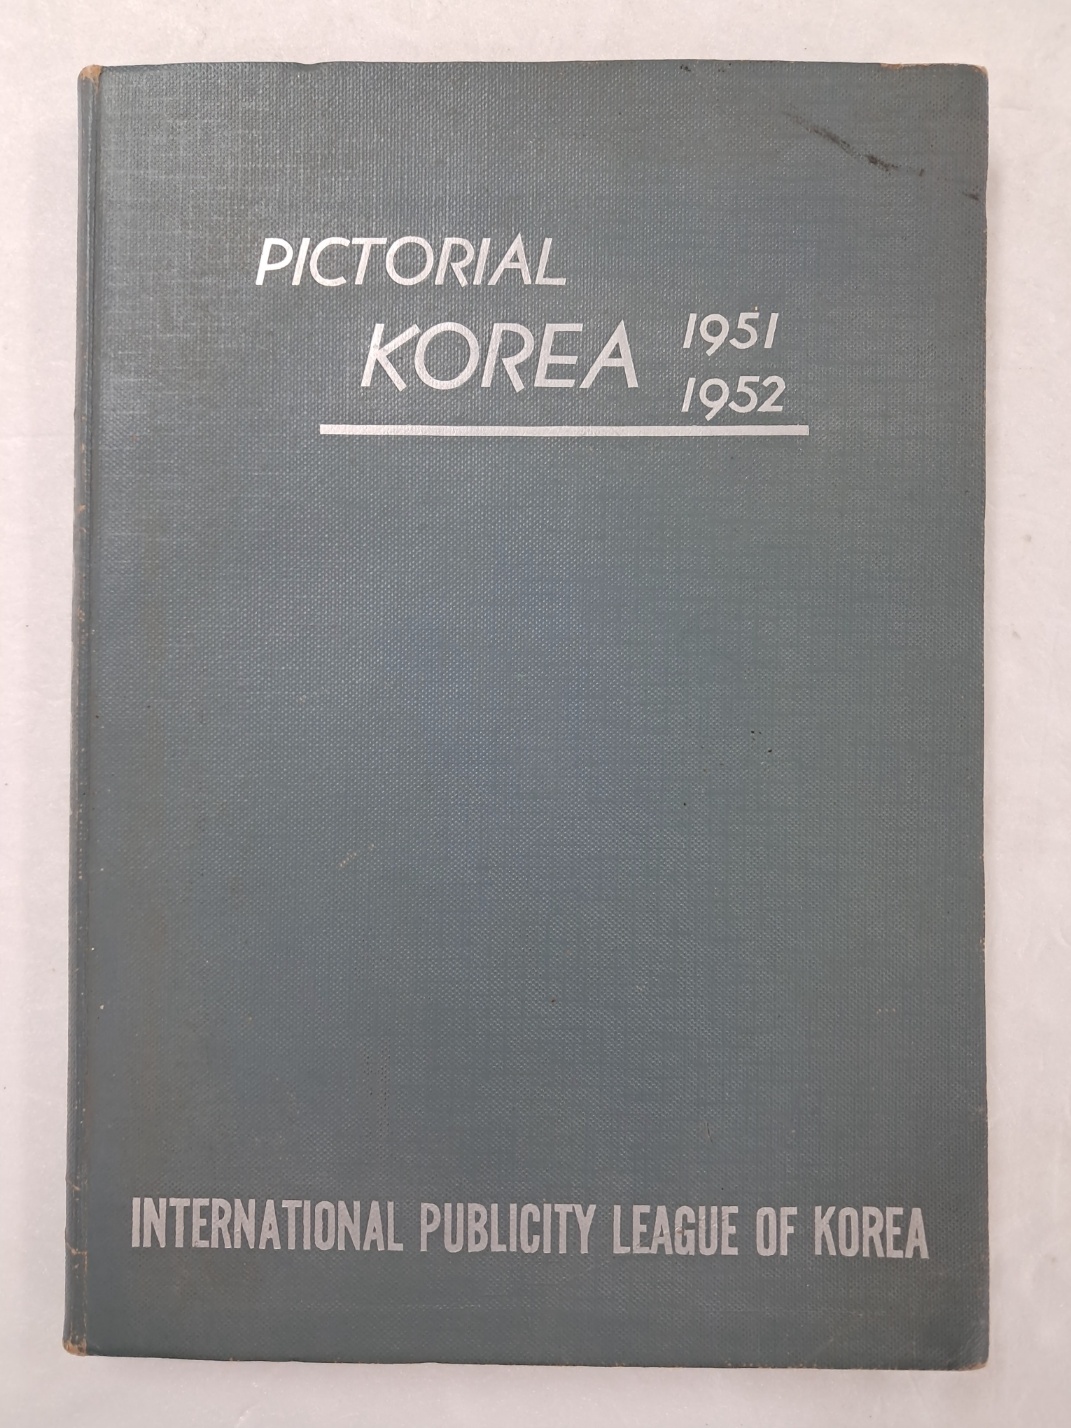 PICTORIAL
KOREA 1951
1952
INTERNATIONAL PUBLICITY LEAGUE OF KOREA